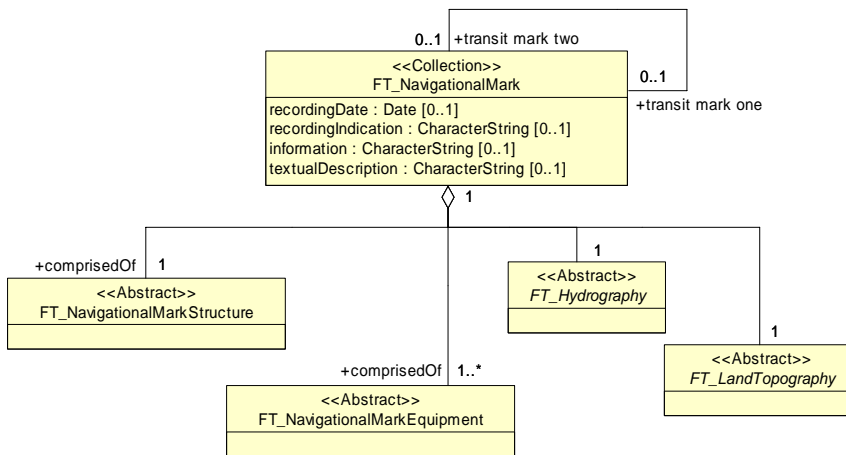 0..1 +transit mark two
<<Collection>>
FT_NavigationalMark
0..1
+transit mark one
recordingDate : Date [0..1]
recordingIndication : CharacterString [0..1]
information : CharacterString [0..1]
textualDescription : CharacterString [0..1]
1
+comprisedOf 1
<<Abstract>>
FT_NavigationalMarkStructure
1
<<Abstract>>
FT_Hydrography
1
<<Abstract>>
FT_LandTopography
+comprisedOf 1..*
<<Abstract>>
FT_NavigationalMarkEquipment